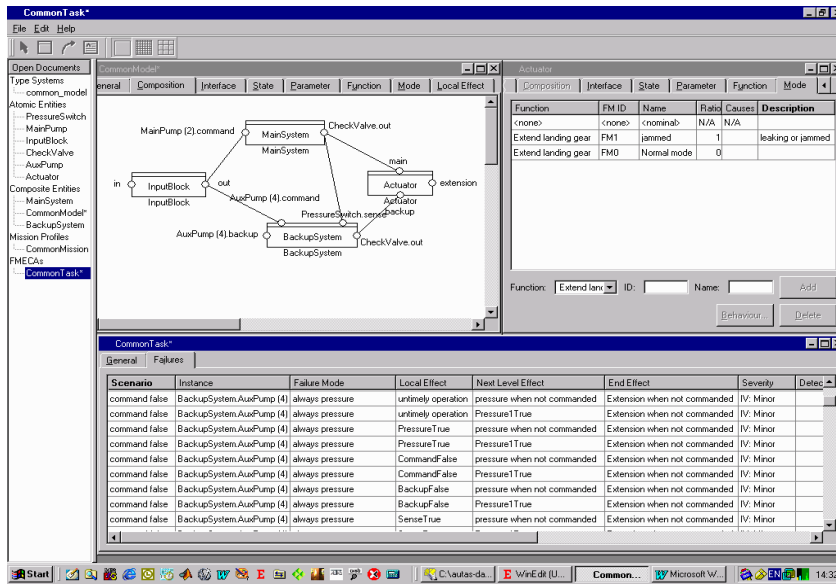 CommonTask*
File Edit Help
Open Documents
Type Systems
common_model
Atomic Entities
PressureSwitch
MainPump
InputBlock
CheckValve
AuxPump
Actuator
Composite Entities
MainSystem
CommonModel*
BackupSystem
Mission Profiles
CommonMission
FMECAs
CommonTask*
CommonModel*
eneral Composition Interface State Parameter Function Mode Local Effect
MainPump (2).command
CheckValve.out
MainSystem
MainSystem
main
in
InputBlock
out
InputBlock
Actuator
extension
Actuator
AuxPump (4).command
PressureSwitch.sense
backup
AuxPump (4).backup
BackupSystem
CheckValve.out
BackupSystem
Actuator
Composition Interface State Parameter Function Mode
Function FM ID Name Ratio Causes Description
<none> <none> <nominal> N/A N/A
Extend landing gear FM1 jammed 1 leaking or jammed
Extend landing gear FM0 Normal mode 0
Function: Extend land ID: Name: Add
Behaviour... Delete
CommonTask*
General Failures
Scenario Instance Failure Mode Local Effect Next Level Effect End Effect Severity Detec
command false BackupSystem.AuxPump (4) always pressure untimely operation pressure when not commanded Extension when not commanded IV: Minor
command false BackupSystem.AuxPump (4) always pressure untimely operation Pressure1True Extension when not commanded IV: Minor
command false BackupSystem.AuxPump (4) always pressure PressureTrue pressure when not commanded Extension when not commanded IV: Minor
command false BackupSystem.AuxPump (4) always pressure PressureTrue Pressure1True Extension when not commanded IV: Minor
command false BackupSystem.AuxPump (4) always pressure CommandFalse pressure when not commanded Extension when not commanded IV: Minor
command false BackupSystem.AuxPump (4) always pressure CommandFalse Pressure1True Extension when not commanded IV: Minor
command false BackupSystem.AuxPump (4) always pressure BackupFalse pressure when not commanded Extension when not commanded IV: Minor
command false BackupSystem.AuxPump (4) always pressure BackupFalse Pressure1True Extension when not commanded IV: Minor
command false BackupSystem.AuxPump (4) always pressure SenseTrue pressure when not commanded Extension when not commanded IV: Minor
Start C:\autas-da... WinEdit (U... Common... Microsoft W... EN